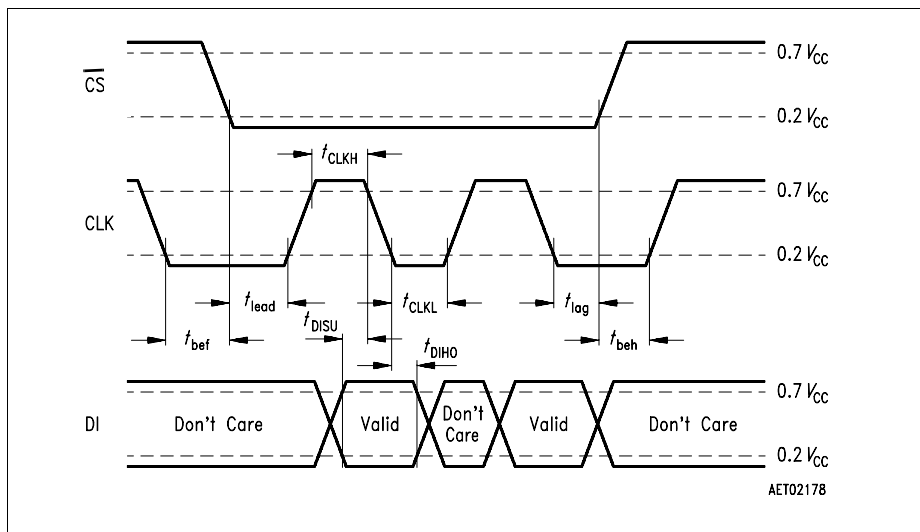 0.7 VCC
CS
0.2 VCC
tCLKH
0.7 VCC
CLK
0.2 VCC
tlead
tCLKL
tlag
tDISU
tbef
tDIHO
tbeh
0.7 VCC
DI
Don't Care
Valid
Don't
Care
Valid
Don't Care
0.2 VCC
AET02178